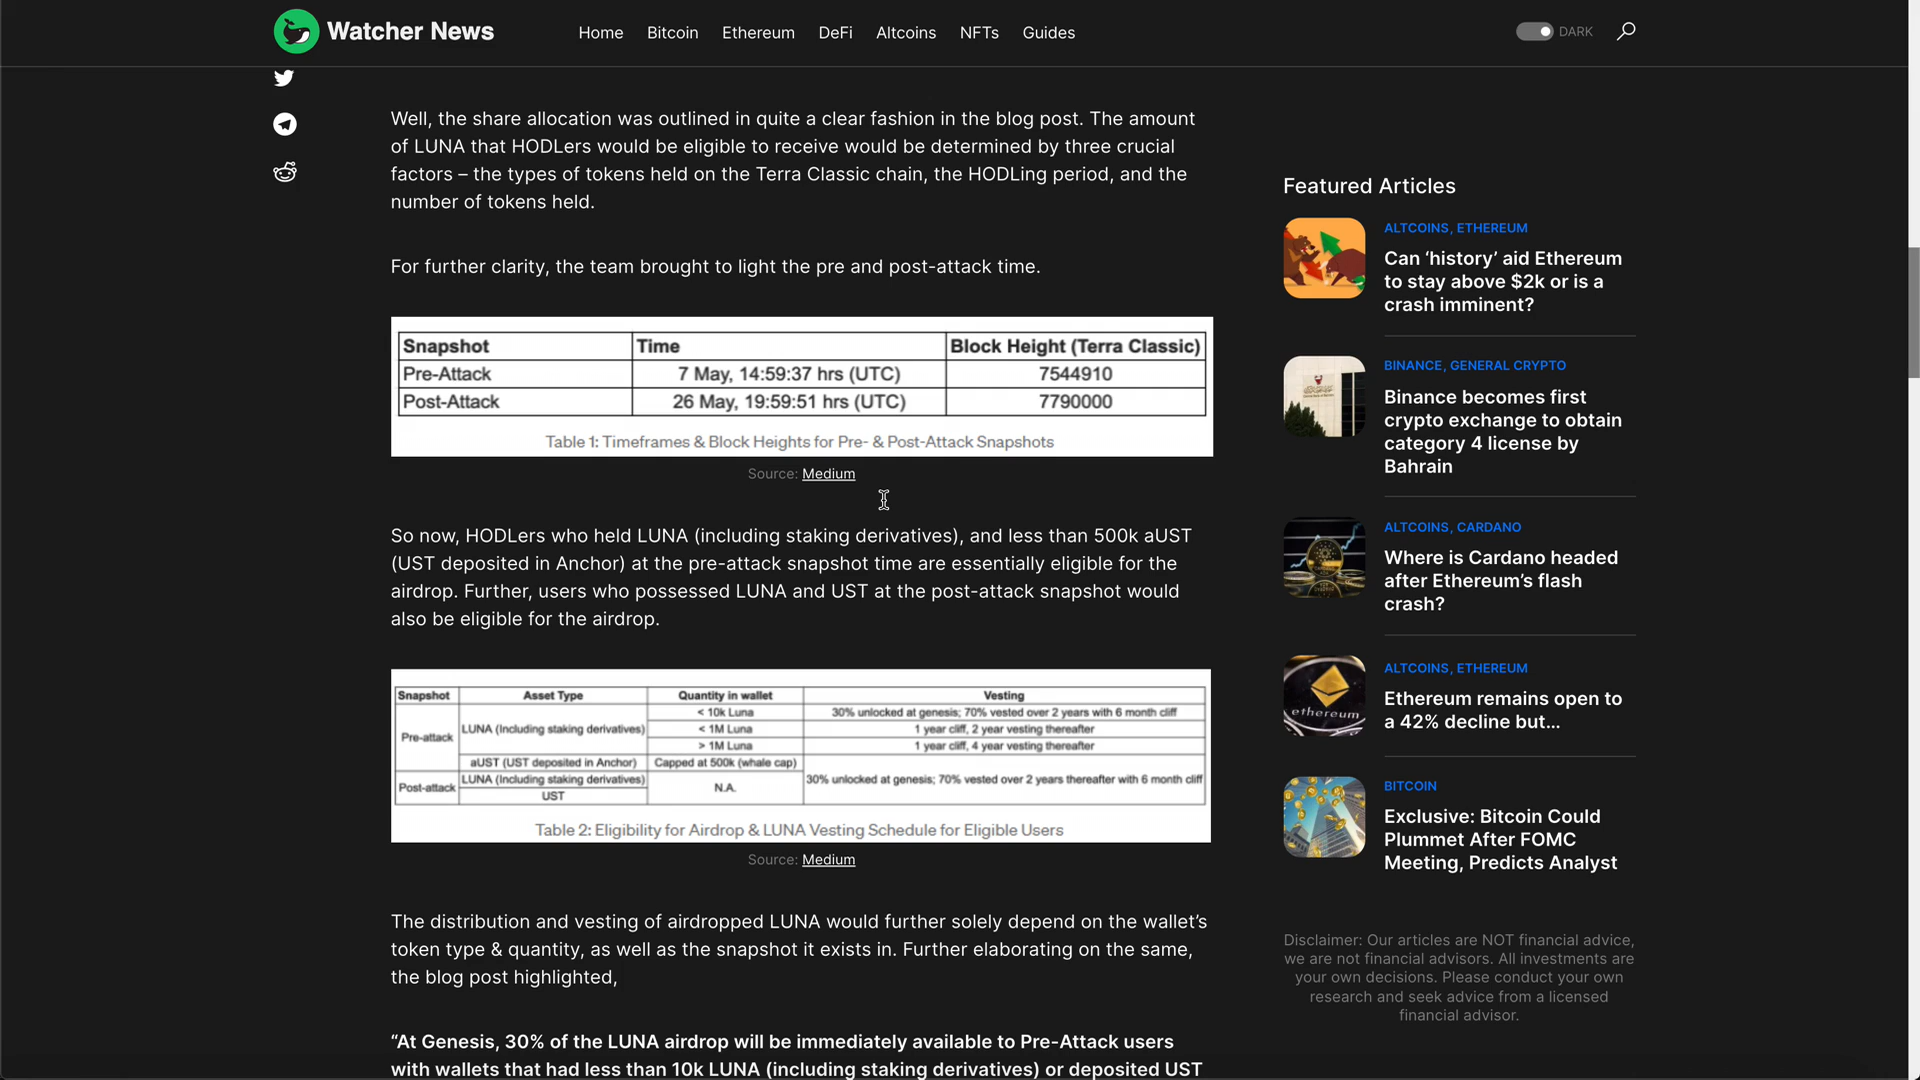 Watcher News
Home Bitcoin Ethereum DeFi Altcoins NFTs Guides
DARK
Well, the share allocation was outlined in quite a clear fashion in the blog post. The amount
of LUNA that HODLers would be eligible to receive would be determined by three crucial
factors – the types of tokens held on the Terra Classic chain, the HODLing period, and the
number of tokens held.
For further clarity, the team brought to light the pre and post-attack time.
Snapshot Time Block Height (Terra Classic)
Pre-Attack 7 May, 14:59:37 hrs (UTC) 7544910
Post-Attack 26 May, 19:59:51 hrs (UTC) 7790000
Table 1: Timeframes & Block Heights for Pre- & Post-Attack Snapshots
Source: Medium
So now, HODLers who held LUNA (including staking derivatives), and less than 500k aUST
(UST deposited in Anchor) at the pre-attack snapshot time are essentially eligible for the
airdrop. Further, users who possessed LUNA and UST at the post-attack snapshot would
also be eligible for the airdrop.
Snapshot Asset Type Quantity in wallet Vesting
Pre-attack LUNA (Including staking derivatives) < 10k Luna 30% unlocked at genesis; 70% vested over 2 years with 6 month cliff
< 1M Luna 1 year cliff, 2 year vesting thereafter
> 1M Luna 1 year cliff, 4 year vesting thereafter
aUST (UST deposited in Anchor) Capped at 500k (whale cap)
Post-attack LUNA (Including staking derivatives) N.A. 30% unlocked at genesis; 70% vested over 2 years thereafter with 6 month cliff
UST
Table 2: Eligibility for Airdrop & LUNA Vesting Schedule for Eligible Users
Source: Medium
The distribution and vesting of airdropped LUNA would further solely depend on the wallet’s
token type & quantity, as well as the snapshot it exists in. Further elaborating on the same,
the blog post highlighted,
“At Genesis, 30% of the LUNA airdrop will be immediately available to Pre-Attack users
with wallets that had less than 10k LUNA (including staking derivatives) or deposited UST
Featured Articles
ALTCOINS, ETHEREUM
Can ‘history’ aid Ethereum
to stay above $2k or is a
crash imminent?
BINANCE, GENERAL CRYPTO
Binance becomes first
crypto exchange to obtain
category 4 license by
Bahrain
ALTCOINS, CARDANO
Where is Cardano headed
after Ethereum’s flash
crash?
ethereum
ALTCOINS, ETHEREUM
Ethereum remains open to
a 42% decline but...
BITCOIN
Exclusive: Bitcoin Could
Plummet After FOMC
Meeting, Predicts Analyst
Disclaimer: Our articles are NOT financial advice,
we are not financial advisors. All investments are
your own decisions. Please conduct your own
research and seek advice from a licensed
financial advisor.